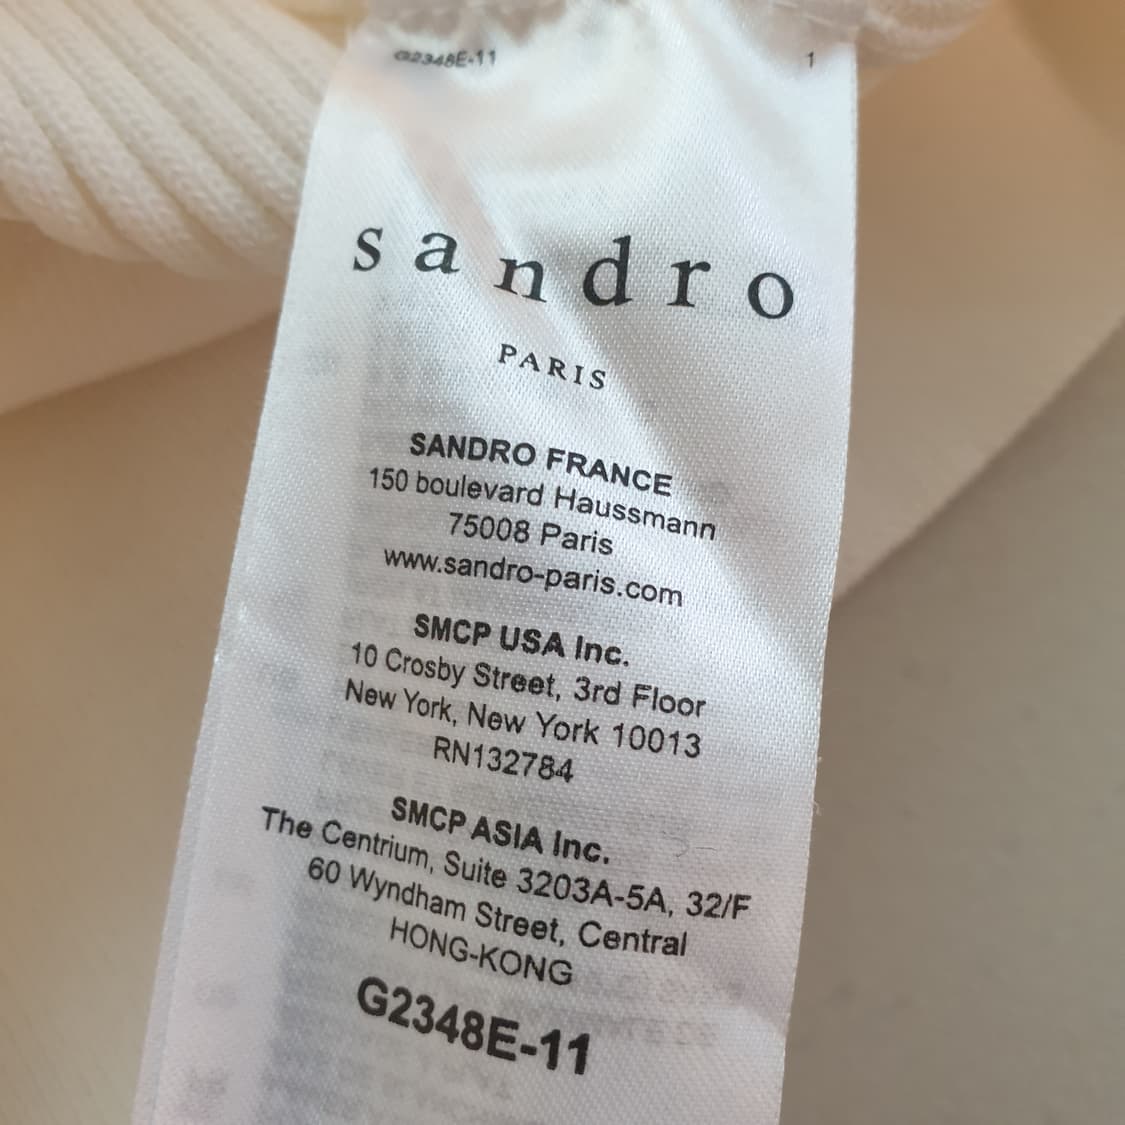 G2348E-11 1
sandro
PARIS
SANDRO FRANCE
150 boulevard Haussmann
75008 Paris
www.sandro-paris.com
SMCP USA Inc.
10 Crosby Street, 3rd Floor
New York, New York 10013
RN132784
SMCP ASIA Inc.
The Centrium, Suite 3203A-5A, 32/F
60 Wyndham Street, Central
HONG-KONG
G2348E-11